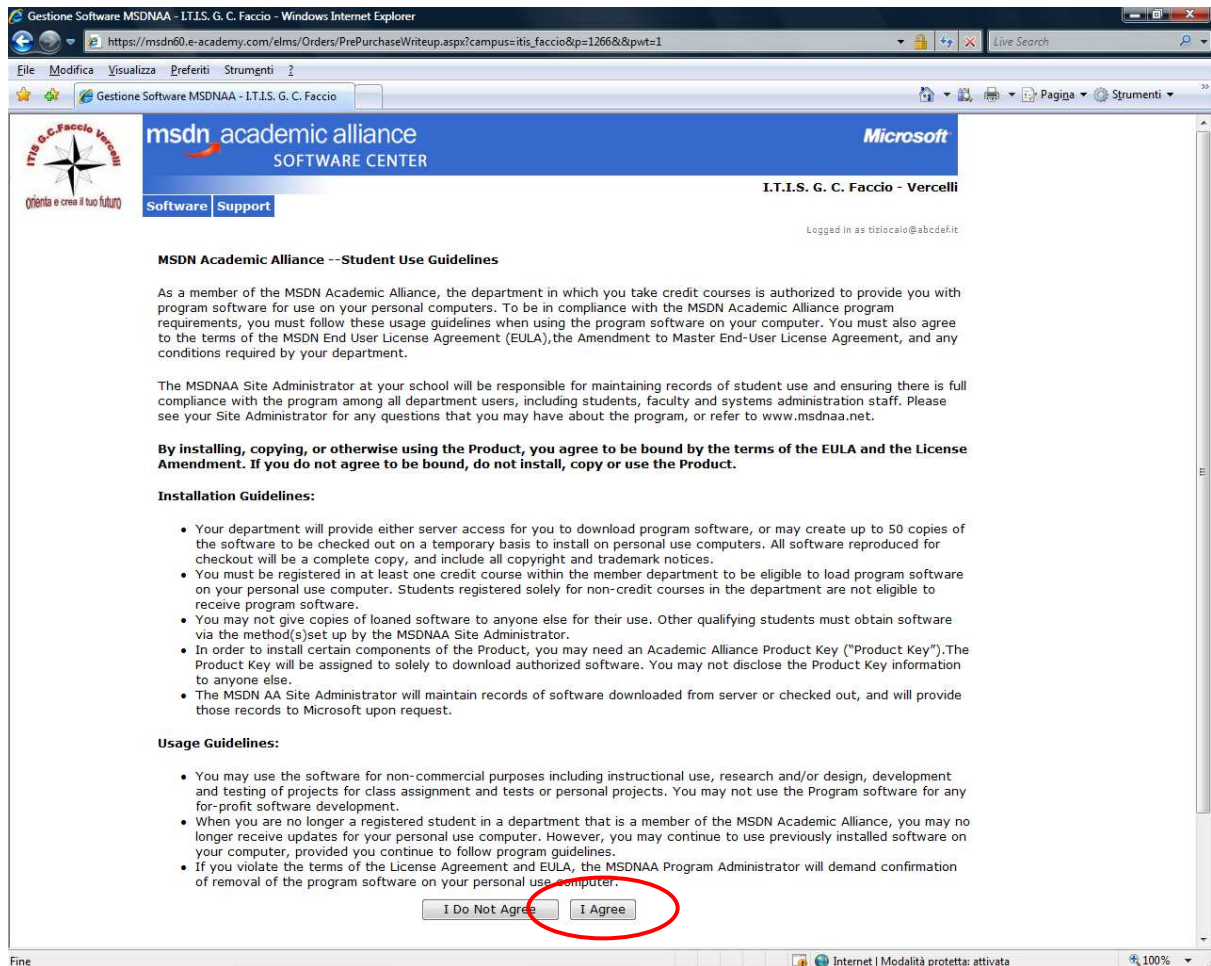 Gestione Software MSDNAA - I.T.I.S. G. C. Faccio - Windows Internet Explorer
https://msdn60.e-academy.com/elms/Orders/PrePurchaseWriteup.aspx?campus=itis_faccio&p=1266&&pwt=1
Live Search
File Modifica Visualizza Preferiti Strumenti ?
Gestione Software MSDNAA - I.T.I.S. G. C. Faccio
Pagina Strumenti
ITIS G.C.Faccio Vercelli
orienta e crea il tuo futuro
msdn academic alliance
SOFTWARE CENTER
Microsoft
I.T.I.S. G. C. Faccio - Vercelli
Software Support
Logged in as tiziocaio@abcdef.it
MSDN Academic Alliance --Student Use Guidelines
As a member of the MSDN Academic Alliance, the department in which you take credit courses is authorized to provide you with
program software for use on your personal computers. To be in compliance with the MSDN Academic Alliance program
requirements, you must follow these usage guidelines when using the program software on your computer. You must also agree
to the terms of the MSDN End User License Agreement (EULA),the Amendment to Master End-User License Agreement, and any
conditions required by your department.
The MSDNAA Site Administrator at your school will be responsible for maintaining records of student use and ensuring there is full
compliance with the program among all department users, including students, faculty and systems administration staff. Please
see your Site Administrator for any questions that you may have about the program, or refer to www.msdnaa.net.
By installing, copying, or otherwise using the Product, you agree to be bound by the terms of the EULA and the License
Amendment. If you do not agree to be bound, do not install, copy or use the Product.
Installation Guidelines:
• Your department will provide either server access for you to download program software, or may create up to 50 copies of
the software to be checked out on a temporary basis to install on personal use computers. All software reproduced for
checkout will be a complete copy, and include all copyright and trademark notices.
• You must be registered in at least one credit course within the member department to be eligible to load program software
on your personal use computer. Students registered solely for non-credit courses in the department are not eligible to
receive program software.
• You may not give copies of loaned software to anyone else for their use. Other qualifying students must obtain software
via the method(s)set up by the MSDNAA Site Administrator.
• In order to install certain components of the Product, you may need an Academic Alliance Product Key (“Product Key”).The
Product Key will be assigned to solely to download authorized software. You may not disclose the Product Key information
to anyone else.
• The MSDN AA Site Administrator will maintain records of software downloaded from server or checked out, and will provide
those records to Microsoft upon request.
Usage Guidelines:
• You may use the software for non-commercial purposes including instructional use, research and/or design, development
and testing of projects for class assignment and tests or personal projects. You may not use the Program software for any
for-profit software development.
• When you are no longer a registered student in a department that is a member of the MSDN Academic Alliance, you may no
longer receive updates for your personal use computer. However, you may continue to use previously installed software on
your computer, provided you continue to follow program guidelines.
• If you violate the terms of the License Agreement and EULA, the MSDNAA Program Administrator will demand confirmation
of removal of the program software on your personal use computer.
I Do Not Agree I Agree
Fine Internet | Modalità protetta: attivata 100%